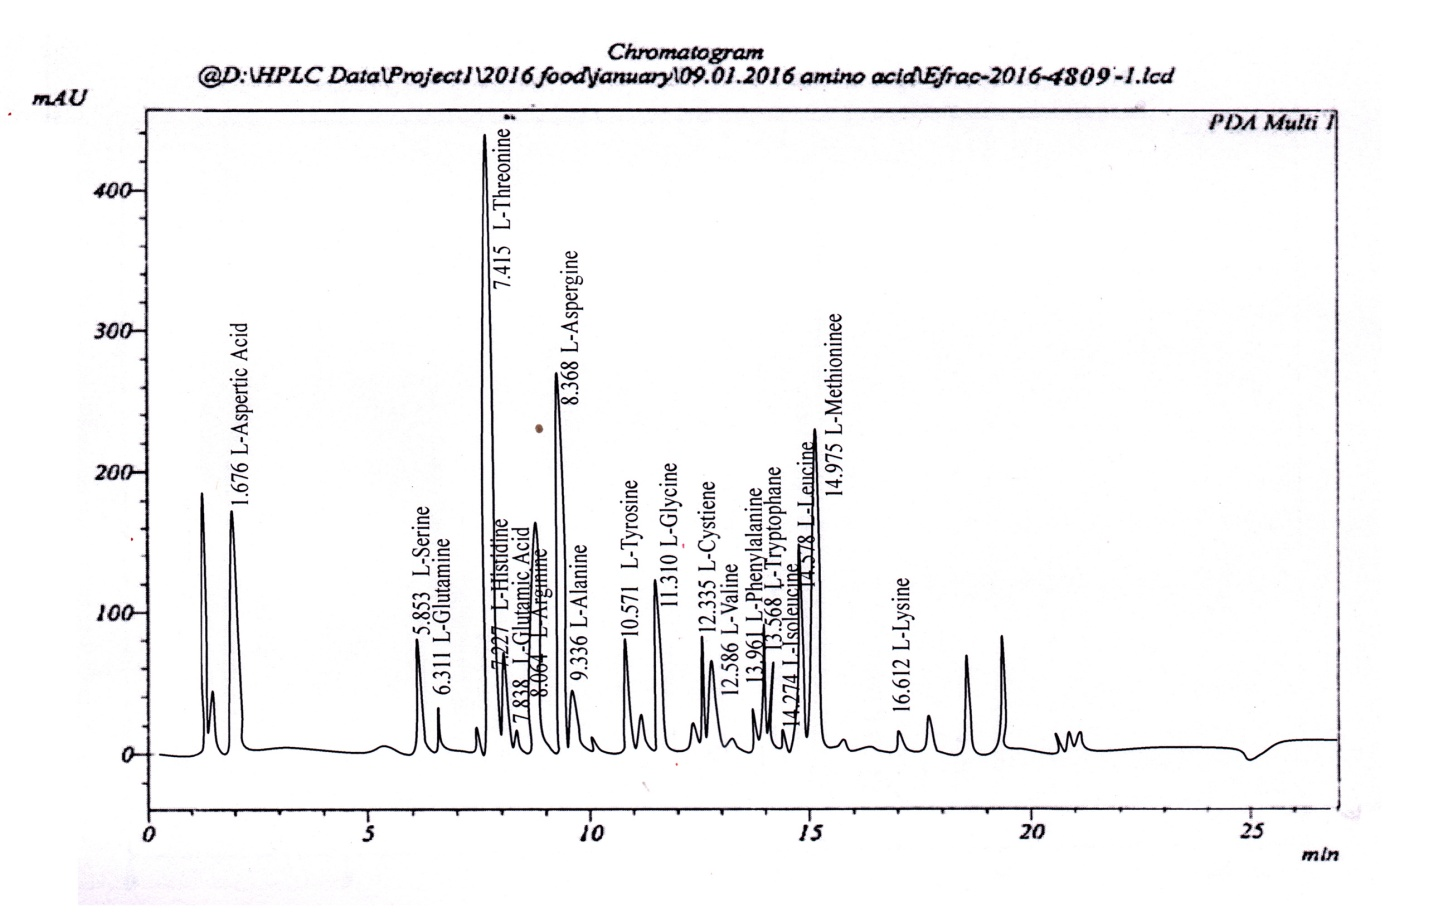 Chromatogram
@D:\HPLC Data\Project1\2016 food\january\09.01.2016 amino acid\Efrac-2016-4809-1.lcd
mAU
PDA Multi 1
400
300
200
100
0
1.676 L-Aspertic Acid
5.853 L-Serine
6.311 L-Glutamine
7.415 L-Threonine
7.227 L-Histidine
7.838 L-Glutamic Acid
8.064 L-Arginine
8.368 L-Aspergine
9.336 L-Alanine
10.571 L-Tyrosine
11.310 L-Glycine
12.335 L-Cystiene
12.586 L-Valine
13.961 L-Phenylalanine
13.568 L-Tryptophane
14.274 L-Isoleucine
14.578 L-Leucine
14.975 L-Methioninee
16.612 L-Lysine
0 5 10 15 20 25
min